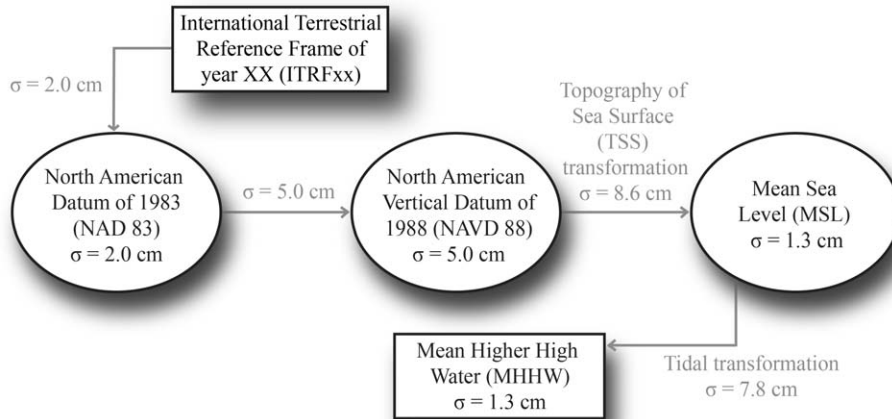 International Terrestrial
Reference Frame of
year XX (ITRFxx)
σ = 2.0 cm
North American
Datum of 1983
(NAD 83)
σ = 2.0 cm
σ = 5.0 cm
North American
Vertical Datum of
1988 (NAVD 88)
σ = 5.0 cm
Topography of
Sea Surface
(TSS)
transformation
σ = 8.6 cm
Mean Sea
Level (MSL)
σ = 1.3 cm
Tidal transformation
σ = 7.8 cm
Mean Higher High
Water (MHHW)
σ = 1.3 cm